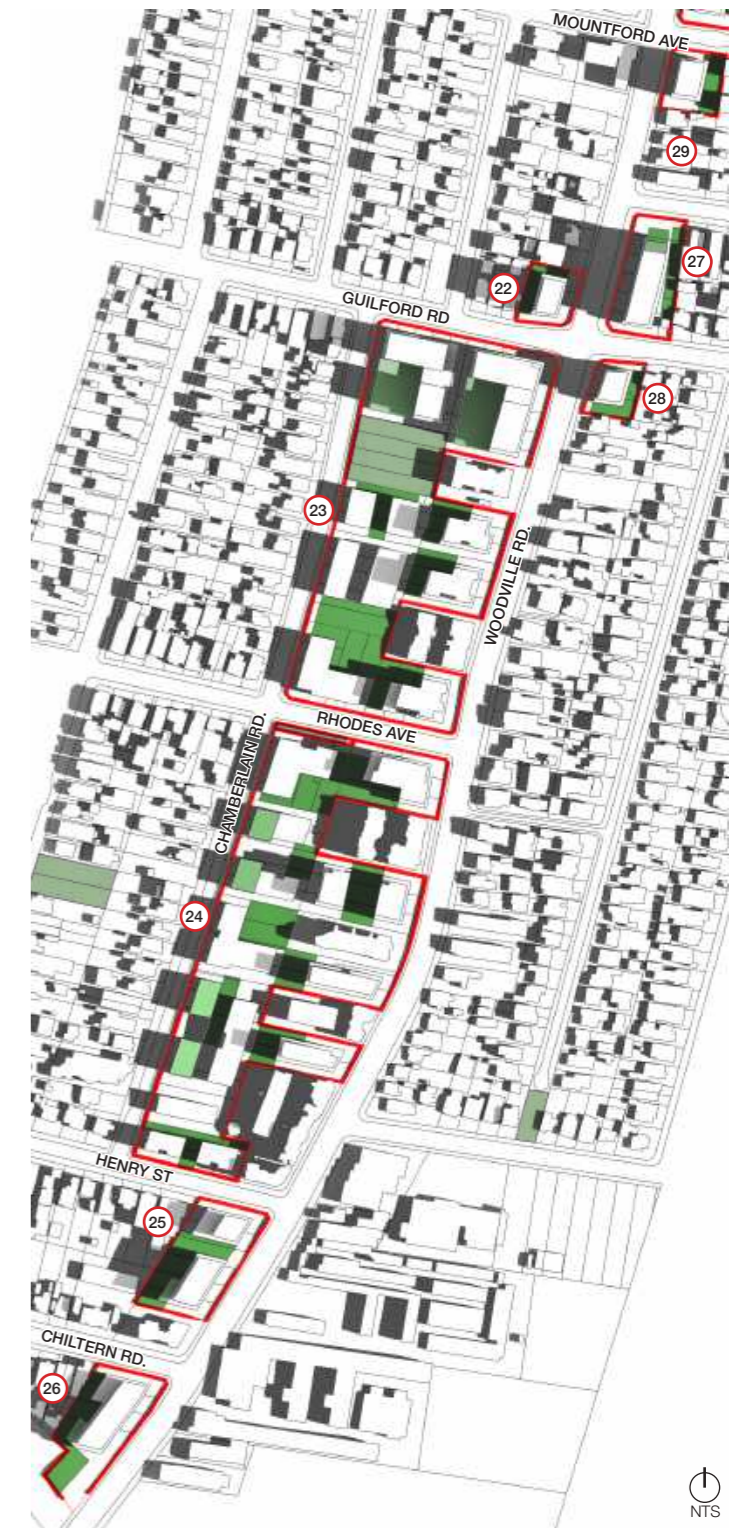 MOUNTFORD AVE
29
27
22
GUILFORD RD
28
23
WOODVILLE RD.
RHODES AVE
CHAMBERLAIN RD.
24
HENRY ST
25
CHILTERN RD.
26
NTS